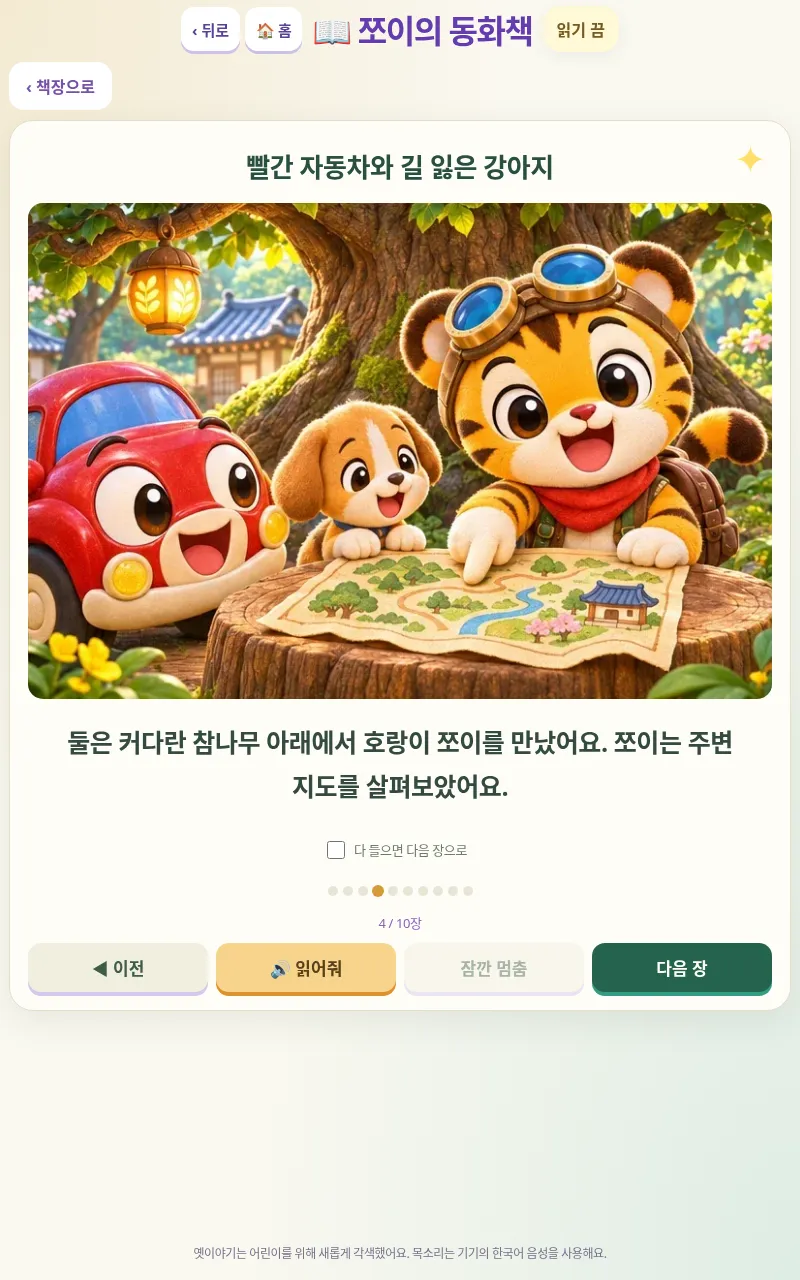 ‹ 뒤로
🏠 홈
📖 쪼이의 동화책
읽기 끔
‹ 책장으로
빨간 자동차와 길 잃은 강아지
둘은 커다란 참나무 아래에서 호랑이 쪼이를 만났어요. 쪼이는 주변
지도를 살펴보았어요.
다 들으면 다음 장으로
4 / 10장
◀ 이전
🔊 읽어줘
잠깐 멈춤
다음 장
옛이야기는 어린이를 위해 새롭게 각색했어요. 목소리는 기기의 한국어 음성을 사용해요.